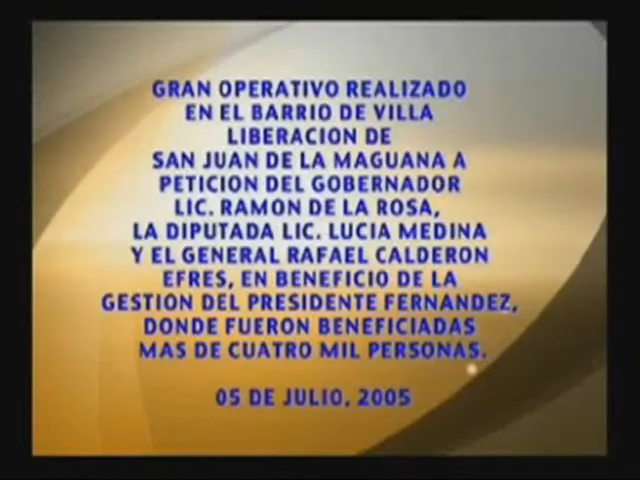 GRAN OPERATIVO REALIZADO
EN EL BARRIO DE VILLA
LIBERACION DE
SAN JUAN DE LA MAGUANA A
PETICION DEL GOBERNADOR
LIC. RAMON DE LA ROSA,
LA DIPUTADA LIC. LUCIA MEDINA
Y EL GENERAL RAFAEL CALDERON
EFRES, EN BENEFICIO DE LA
GESTION DEL PRESIDENTE FERNANDEZ,
DONDE FUERON BENEFICIADAS
MAS DE CUATRO MIL PERSONAS.
05 DE JULIO, 2005